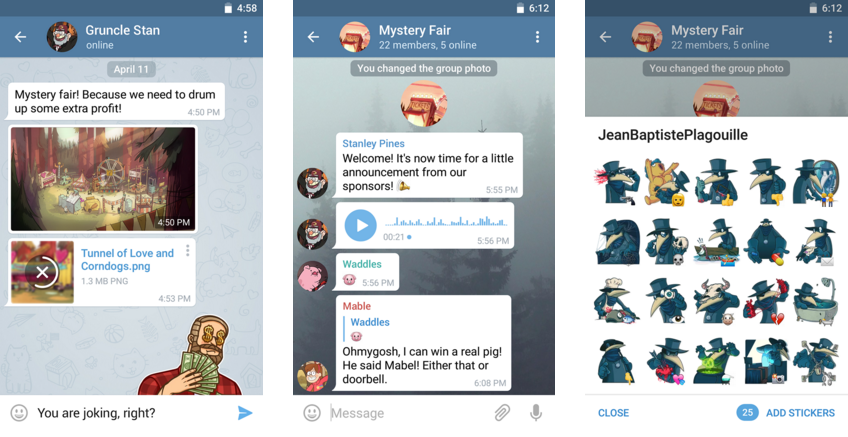 4:58
Gruncle Stan
online
April 11
Mystery fair! Because we need to drum
up some extra profit!
4:50 PM
4:50 PM
Tunnel of Love and
Corndogs.png
1.3 MB PNG
4:53 PM
You are joking, right?
6:12
Mystery Fair
22 members, 5 online
You changed the group photo
Stanley Pines
Welcome! It's now time for a little
announcement from our
sponsors!
5:55 PM
00:21
5:56 PM
Waddles
5:56 PM
Mable
Waddles
Ohmygosh, I can win a real pig!
He said Mabel! Either that or
doorbell.
6:08 PM
Message
6:12
Mystery Fair
22 members, 5 online
You changed the group photo
JeanBaptistePlagouille
CLOSE
25 ADD STICKERS